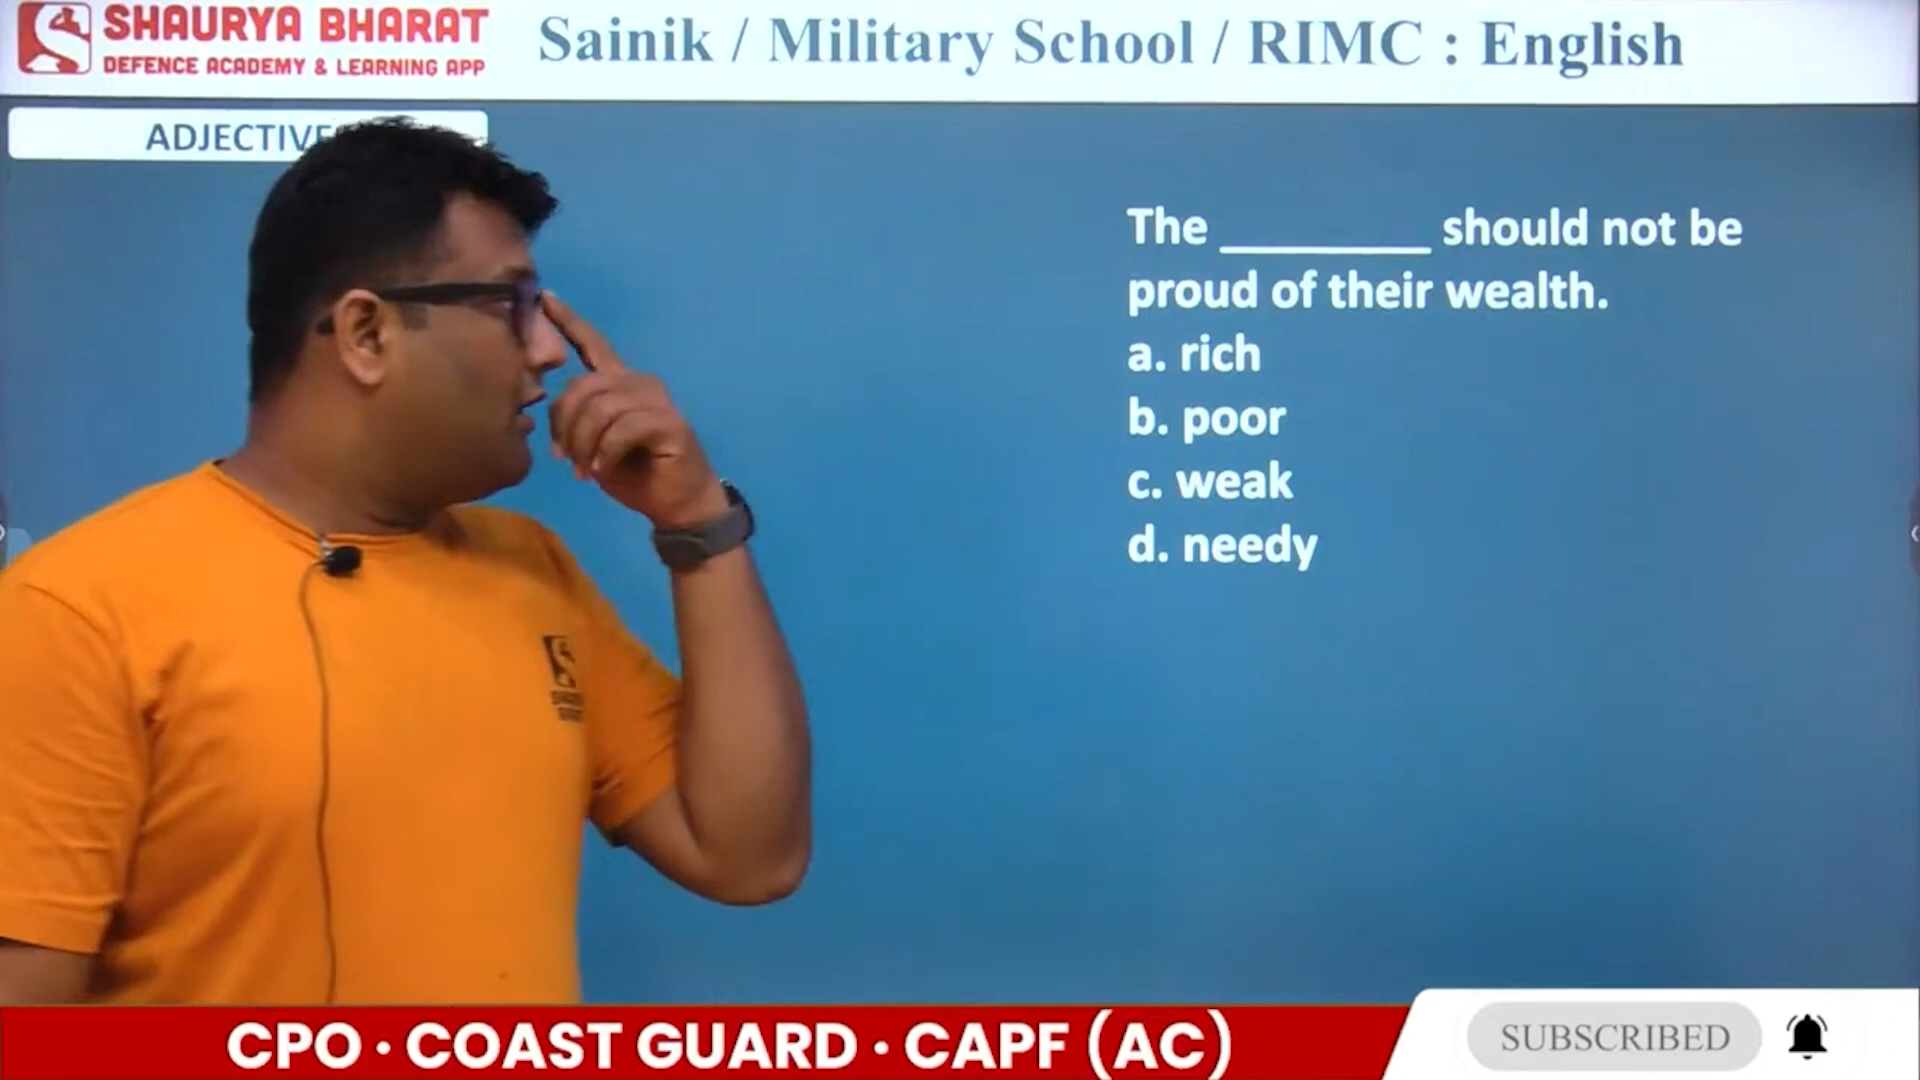 SHAURYA BHARAT
DEFENCE ACADEMY & LEARNING APP
Sainik / Military School / RIMC : English
The ________ should not be
proud of their wealth.
a. rich
b. poor
c. weak
d. needy
CPO · COAST GUARD · CAPF (AC)
SUBSCRIBED